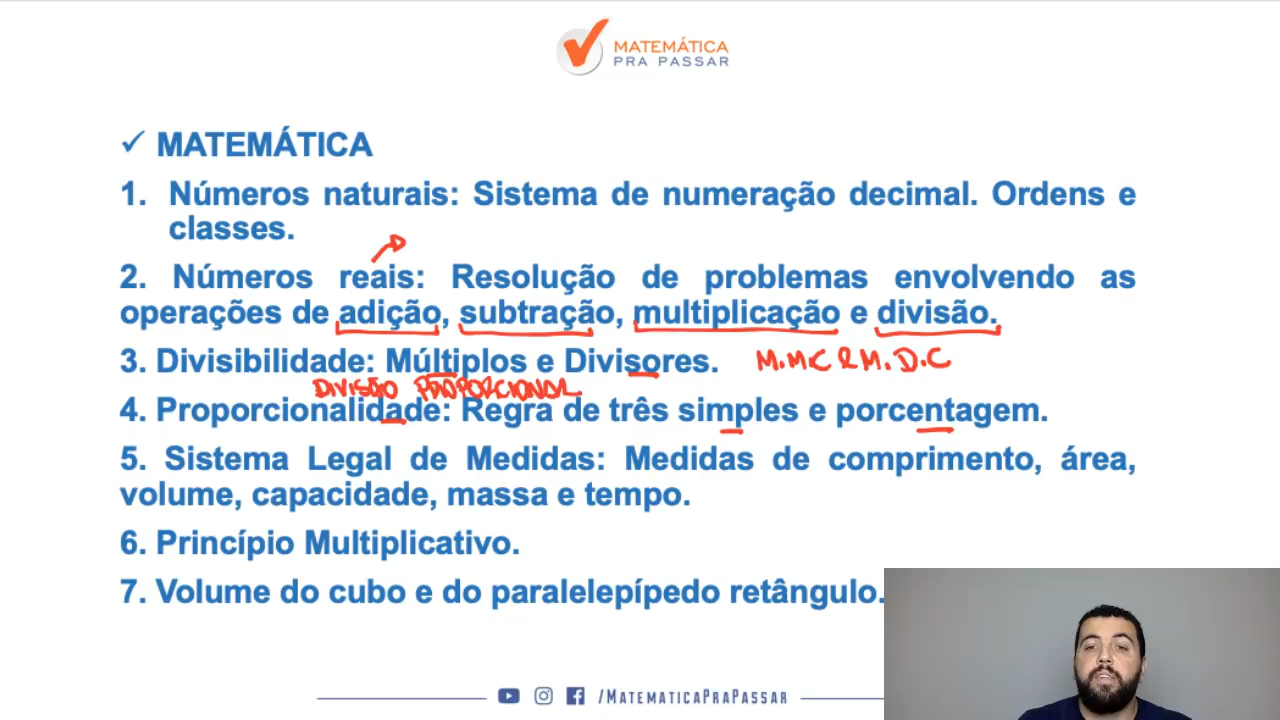 MATEMÁTICA
PRA PASSAR
✓ MATEMÁTICA
1. Números naturais: Sistema de numeração decimal. Ordens e
classes.
2. Números reais: Resolução de problemas envolvendo as
operações de adição, subtração, multiplicação e divisão.
3. Divisibilidade: Múltiplos e Divisores. M.M.C e M.D.C
DIVISÃO PROPORCIONAL
4. Proporcionalidade: Regra de três simples e porcentagem.
5. Sistema Legal de Medidas: Medidas de comprimento, área,
volume, capacidade, massa e tempo.
6. Princípio Multiplicativo.
7. Volume do cubo e do paralelepípedo retângulo.
/MATEMATICAPRAPASSAR